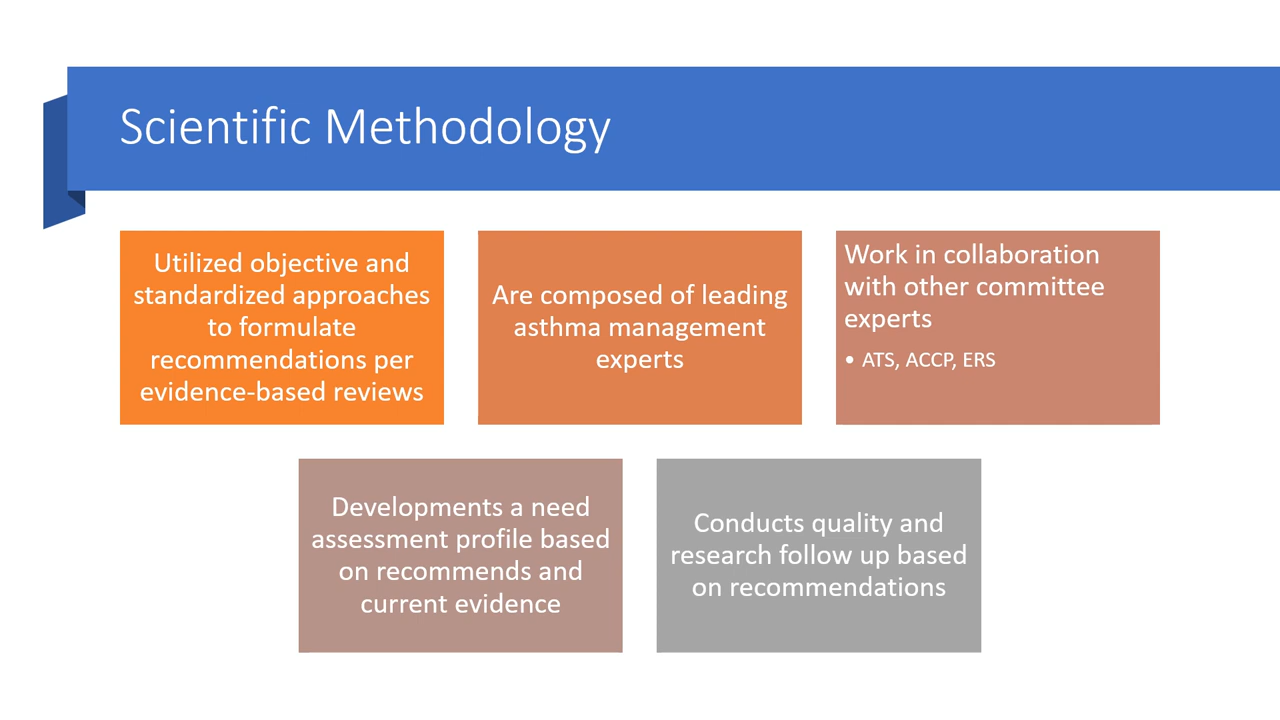 Scientific Methodology
Utilized objective and
standardized approaches
to formulate
recommendations per
evidence-based reviews
Are composed of leading
asthma management
experts
Work in collaboration
with other committee
experts
• ATS, ACCP, ERS
Developments a need
assessment profile based
on recommends and
current evidence
Conducts quality and
research follow up based
on recommendations